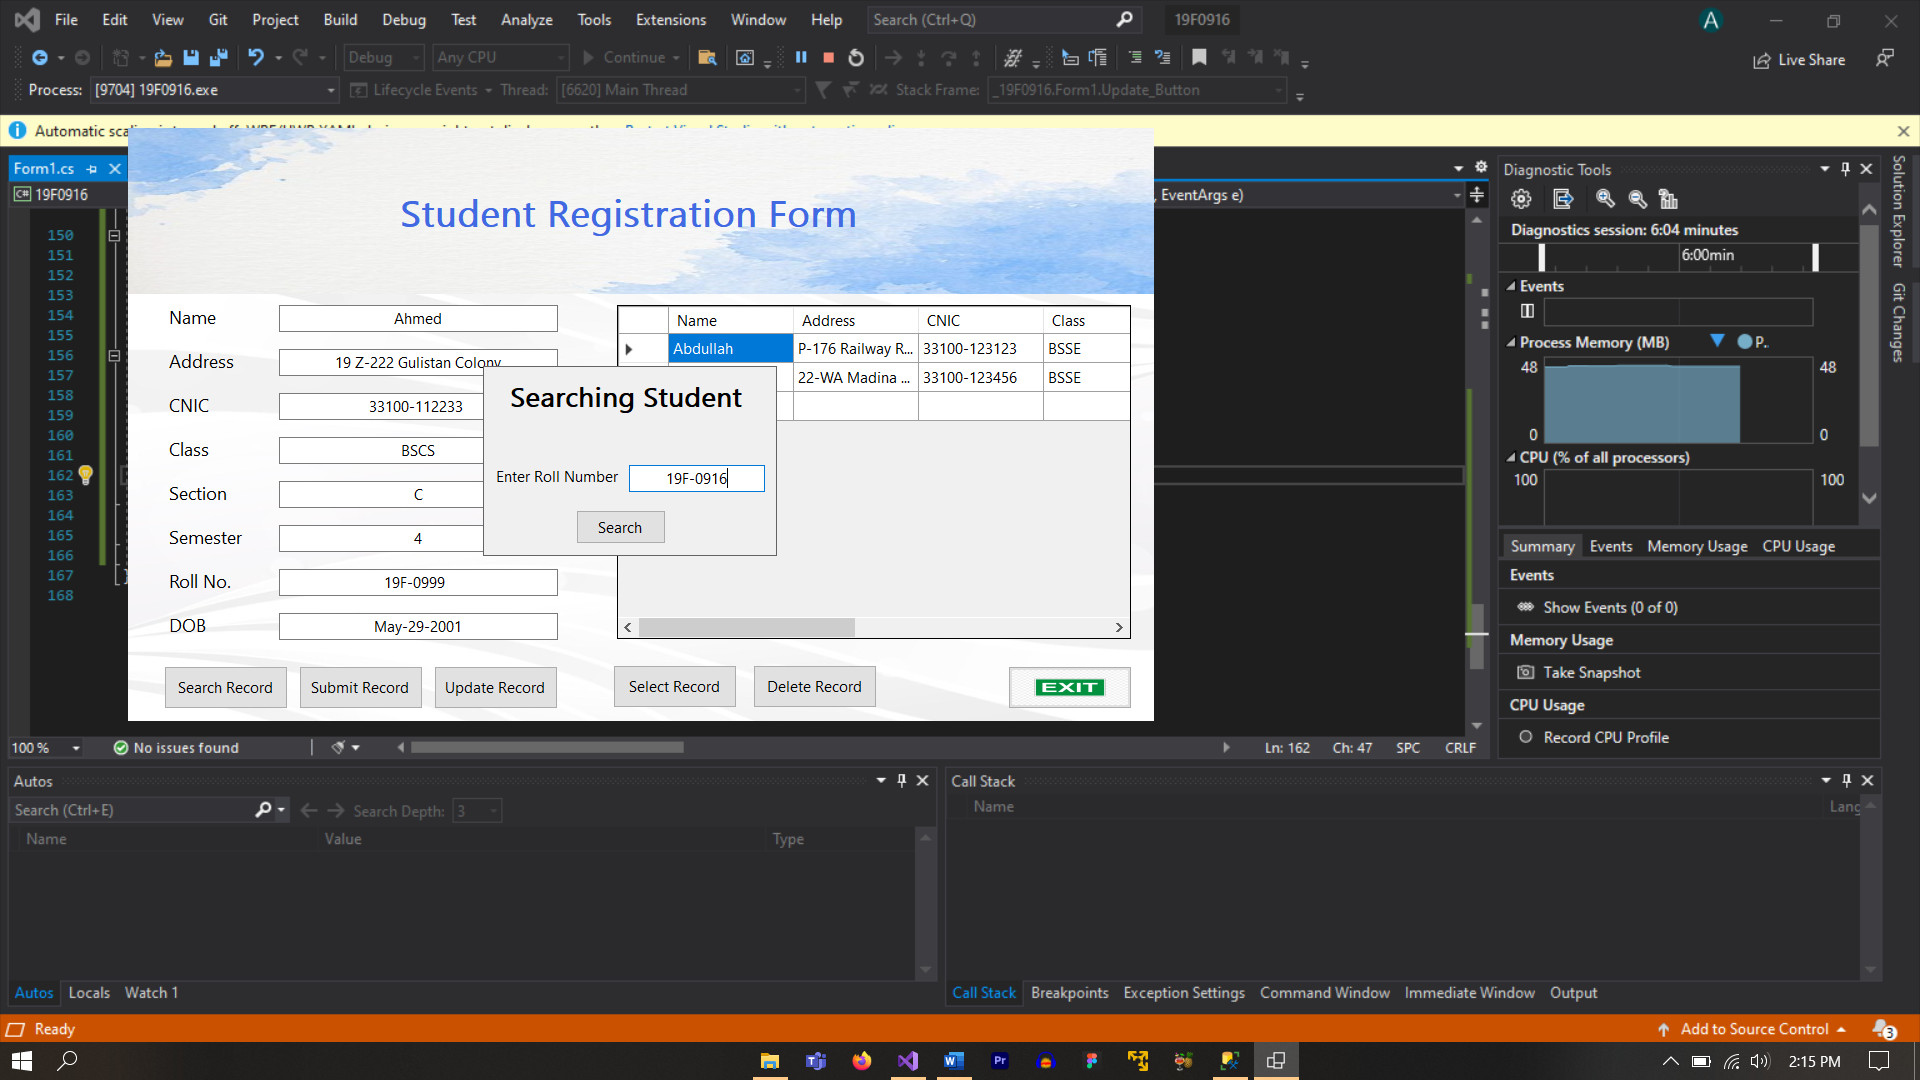 File Edit View Git Project Build Debug Test Analyze Tools Extensions Window Help Search (Ctrl+Q) 19F0916 A
Debug Any CPU Continue Live Share
Process: [9704] 19F0916.exe Lifecycle Events Thread: [6620] Main Thread Stack Frame: _19F0916.Form1.Update_Button
Automatic
Form1.cs
19F0916
, EventArgs e)
150
151
152
153
154
155
156
157
158
159
160
161
162
163
164
165
166
167
168
Student Registration Form
Name Ahmed
Address 19 Z-222 Gulistan Colony
CNIC 33100-112233
Class BSCS
Section C
Semester 4
Roll No. 19F-0999
DOB May-29-2001
Name Address CNIC Class
Abdullah P-176 Railway R... 33100-123123 BSSE
22-WA Madina ... 33100-123456 BSSE
Searching Student
Enter Roll Number 19F-0916
Search
Search Record Submit Record Update Record Select Record Delete Record EXIT
100 % No issues found Ln: 162 Ch: 47 SPC CRLF
Diagnostic Tools
Diagnostics session: 6:04 minutes
6:00min
Events
Process Memory (MB) P..
48 48
0 0
CPU (% of all processors)
100 100
Summary Events Memory Usage CPU Usage
Events
Show Events (0 of 0)
Memory Usage
Take Snapshot
CPU Usage
Record CPU Profile
Solution Explorer
Git Changes
Autos
Search (Ctrl+E) Search Depth: 3
Name Value Type
Autos Locals Watch 1
Call Stack
Name Lang
Call Stack Breakpoints Exception Settings Command Window Immediate Window Output
Ready Add to Source Control 3
2:15 PM